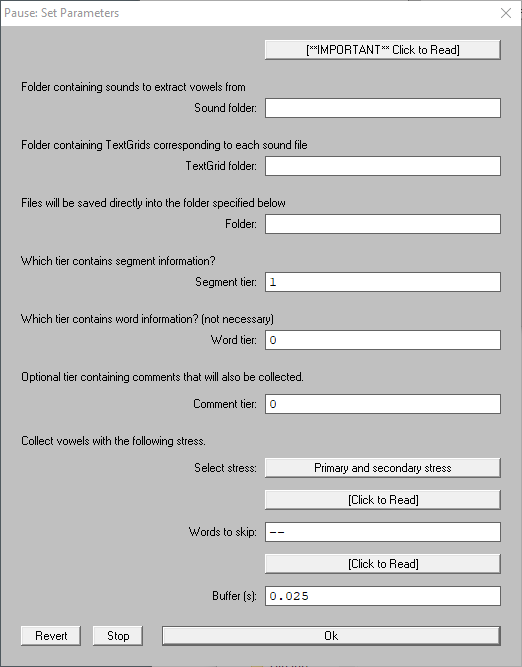 Pause: Set Parameters
[**IMPORTANT** Click to Read]
Folder containing sounds to extract vowels from
Sound folder:
Folder containing TextGrids corresponding to each sound file
TextGrid folder:
Files will be saved directly into the folder specified below
Folder:
Which tier contains segment information?
Segment tier: 1
Which tier contains word information? (not necessary)
Word tier: 0
Optional tier containing comments that will also be collected.
Comment tier: 0
Collect vowels with the following stress.
Select stress: Primary and secondary stress
[Click to Read]
Words to skip: --
[Click to Read]
Buffer (s): 0.025
Revert Stop Ok